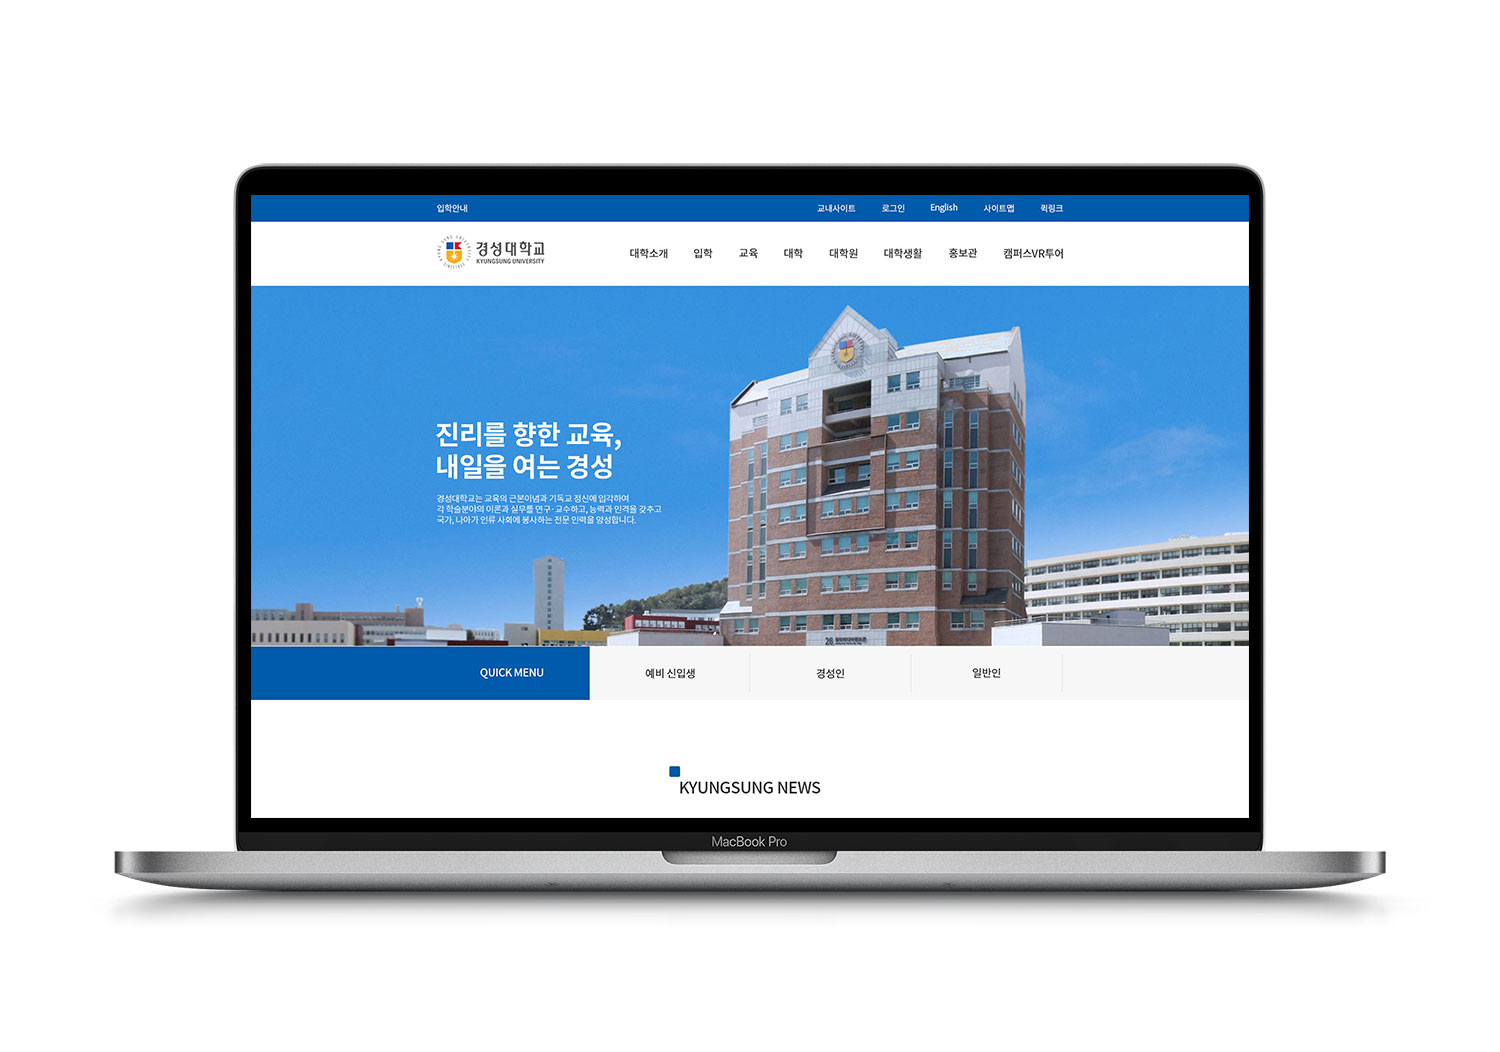 입학안내
교내사이트
로그인
English
사이트맵
퀵링크
경성대학교
KYUNGSUNG UNIVERSITY
대학소개
입학
교육
대학
대학원
대학생활
홍보관
캠퍼스VR투어
진리를 향한 교육,
내일을 여는 경성
경성대학교는 교육의 근본이념과 기독교 정신에 입각하여
각 학술분야의 이론과 실무를 연구·교수하고, 능력과 인격을 갖추고
국가, 나아가 인류 사회에 봉사하는 전문 인력을 양성합니다.
QUICK MENU
예비 신입생
경성인
일반인
KYUNGSUNG NEWS
MacBook Pro